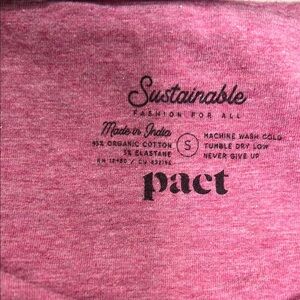 Sustainable
FASHION FOR ALL
Made in India
95% ORGANIC COTTON
5% ELASTANE
S
MACHINE WASH COLD
TUMBLE DRY LOW
NEVER GIVE UP
pact